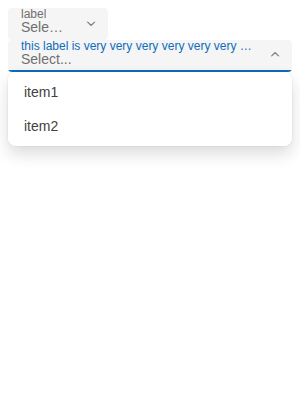 label
Sele…
this label is very very very very very very …
Select...
item1
item2